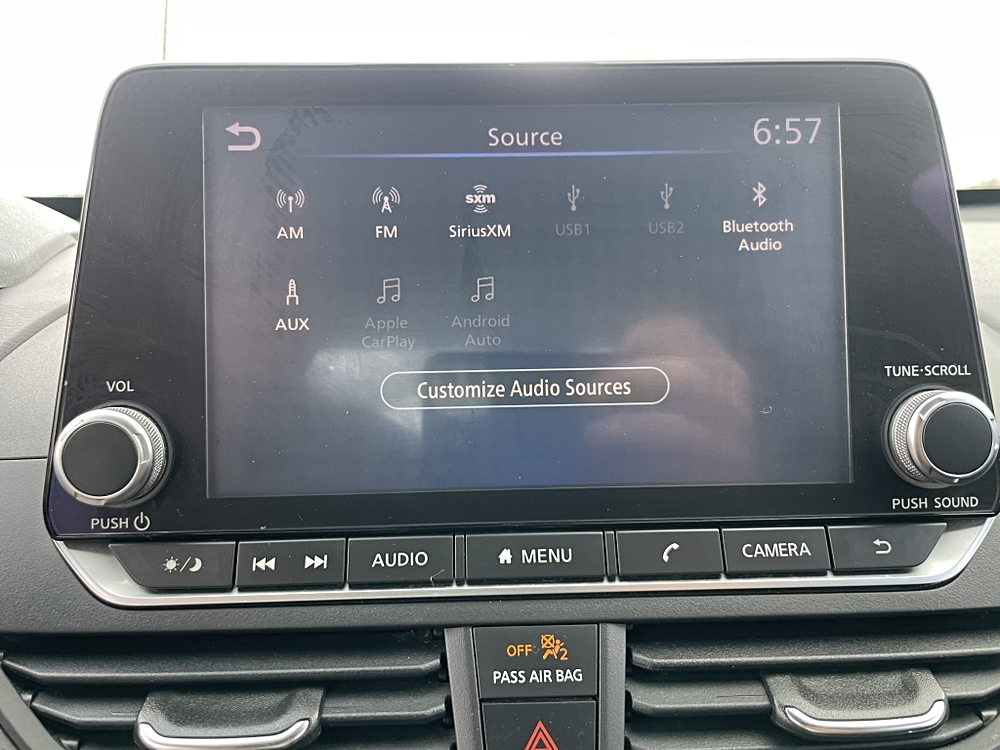 Source
6:57
sxm
AM
FM
SiriusXM
USB1
USB2
Bluetooth
Audio
AUX
Apple
CarPlay
Android
Auto
Customize Audio Sources
VOL
PUSH
TUNE·SCROLL
PUSH SOUND
AUDIO
MENU
CAMERA
OFF 2
PASS AIR BAG